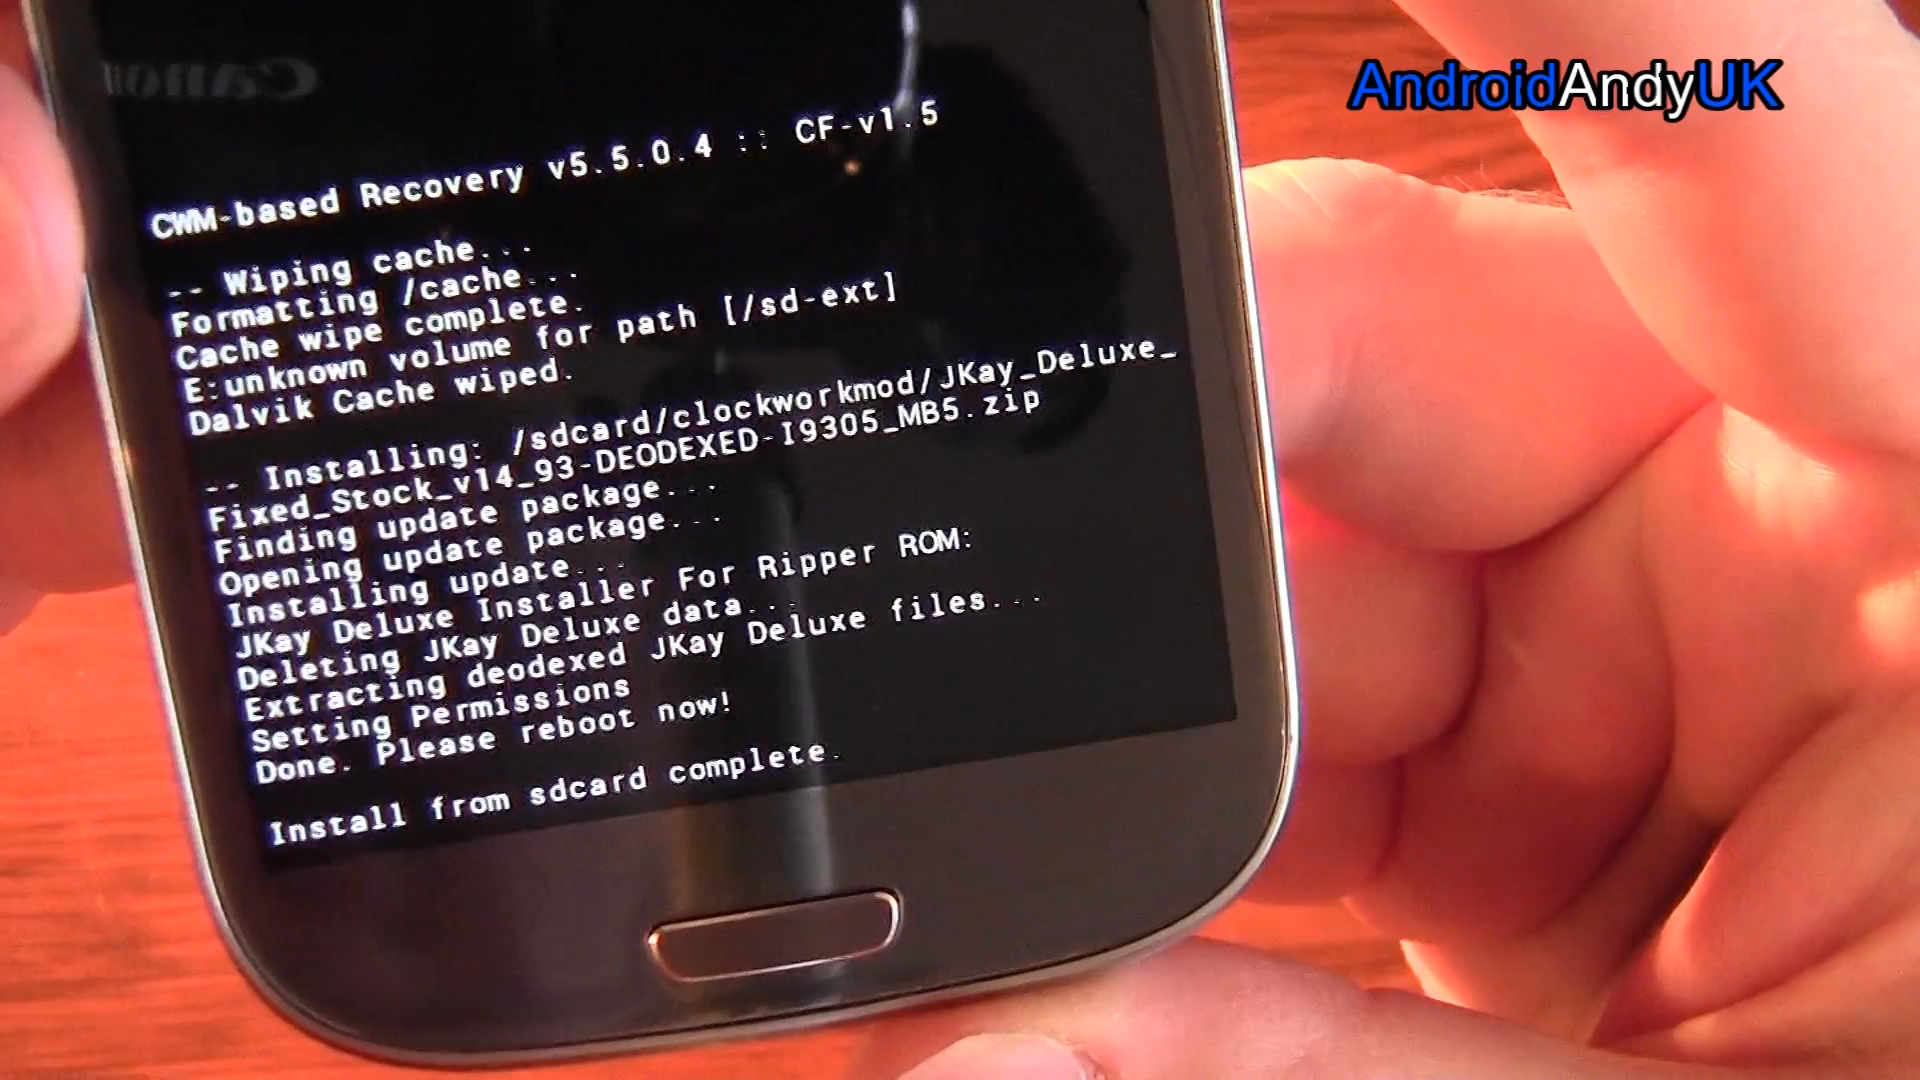 AndroidAndyUK
Canon
CWM-based Recovery v5.5.0.4 :: CF-v1.5
-- Wiping cache...
Formatting /cache...
Cache wipe complete.
E:unknown volume for path [/sd-ext]
Dalvik Cache wiped.
-- Installing: /sdcard/clockworkmod/JKay_Deluxe_
Fixed_Stock_v14_93-DEODEXED-I9305_MB5.zip
Finding update package...
Opening update package...
Installing update...
JKay Deluxe Installer For Ripper ROM:
Deleting JKay Deluxe data...
Extracting deodexed JKay Deluxe files...
Setting Permissions
Done. Please reboot now!
Install from sdcard complete.